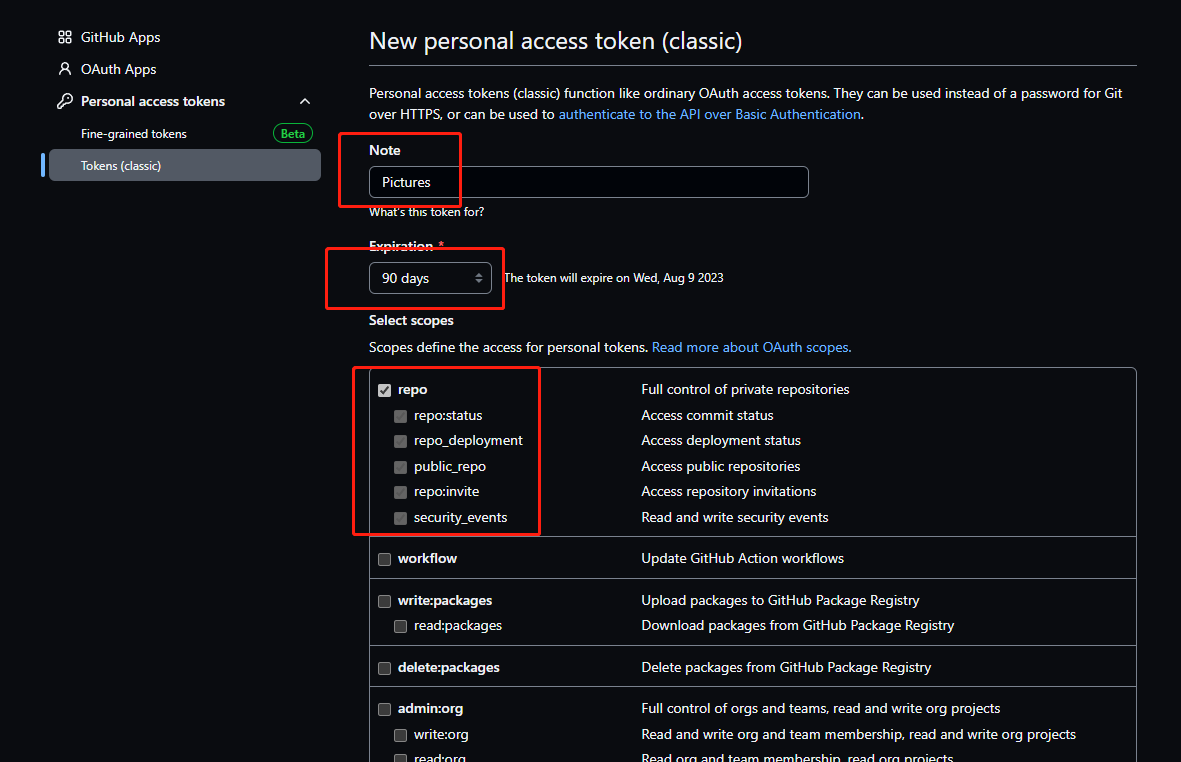 GitHub Apps
OAuth Apps
Personal access tokens
Fine-grained tokens Beta
Tokens (classic)
New personal access token (classic)
Personal access tokens (classic) function like ordinary OAuth access tokens. They can be used instead of a password for Git
over HTTPS, or can be used to authenticate to the API over Basic Authentication.
Note
Pictures
What's this token for?
Expiration *
90 days The token will expire on Wed, Aug 9 2023
Select scopes
Scopes define the access for personal tokens. Read more about OAuth scopes.
repo Full control of private repositories
repo:status Access commit status
repo_deployment Access deployment status
public_repo Access public repositories
repo:invite Access repository invitations
security_events Read and write security events
workflow Update GitHub Action workflows
write:packages Upload packages to GitHub Package Registry
read:packages Download packages from GitHub Package Registry
delete:packages Delete packages from GitHub Package Registry
admin:org Full control of orgs and teams, read and write org projects
write:org Read and write org and team membership, read and write org projects
read:org Read org and team membership, read org projects